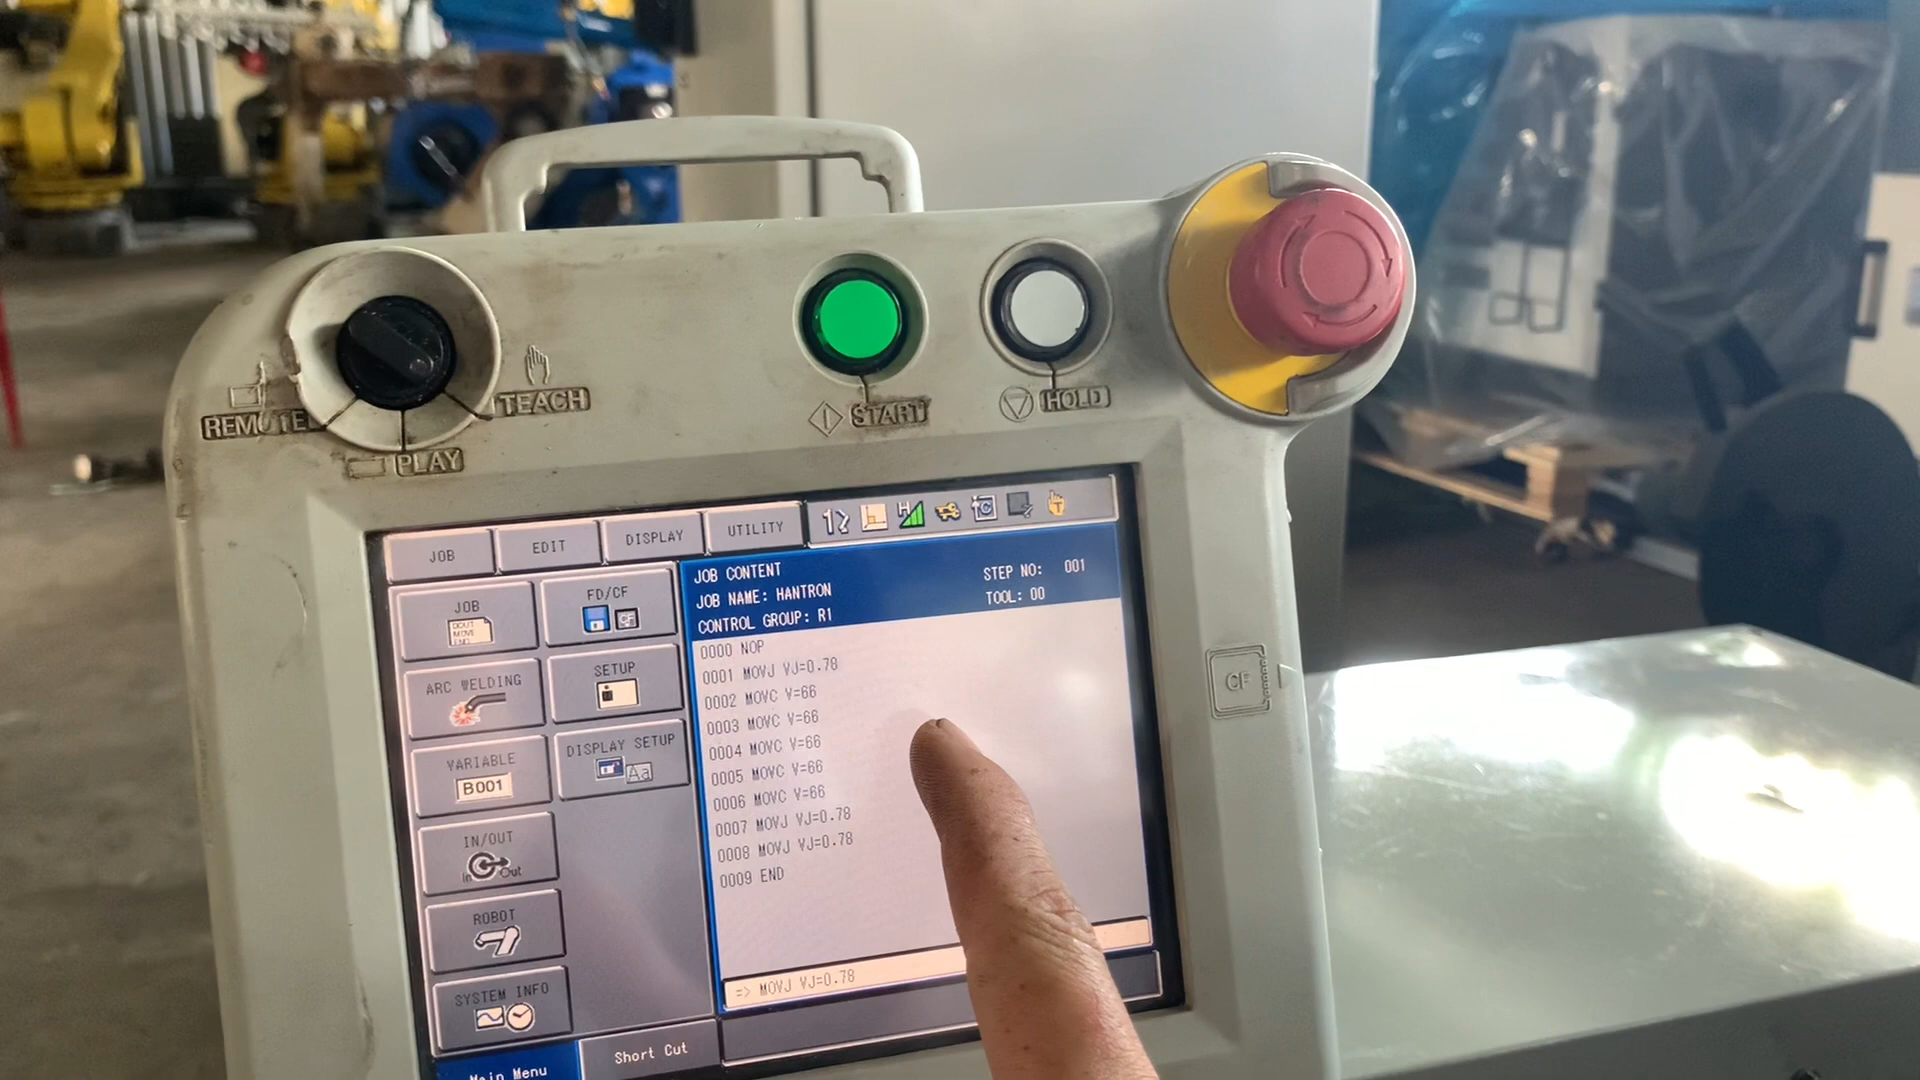 REMOTE
PLAY
TEACH
START
HOLD
JOB
EDIT
DISPLAY
UTILITY
JOB
DOUT
MOVE
END
FD/CF
CF
ARC WELDING
SETUP
VARIABLE
B001
DISPLAY SETUP
Aa
IN/OUT
In Out
ROBOT
SYSTEM INFO
Main Menu
Short Cut
JOB CONTENT
JOB NAME: HANTRON
STEP NO: 001
CONTROL GROUP: R1
TOOL: 00
0000 NOP
0001 MOVJ VJ=0.78
0002 MOVC V=66
0003 MOVC V=66
0004 MOVC V=66
0005 MOVC V=66
0006 MOVC V=66
0007 MOVJ VJ=0.78
0008 MOVJ VJ=0.78
0009 END
=> MOVJ VJ=0.78
CF